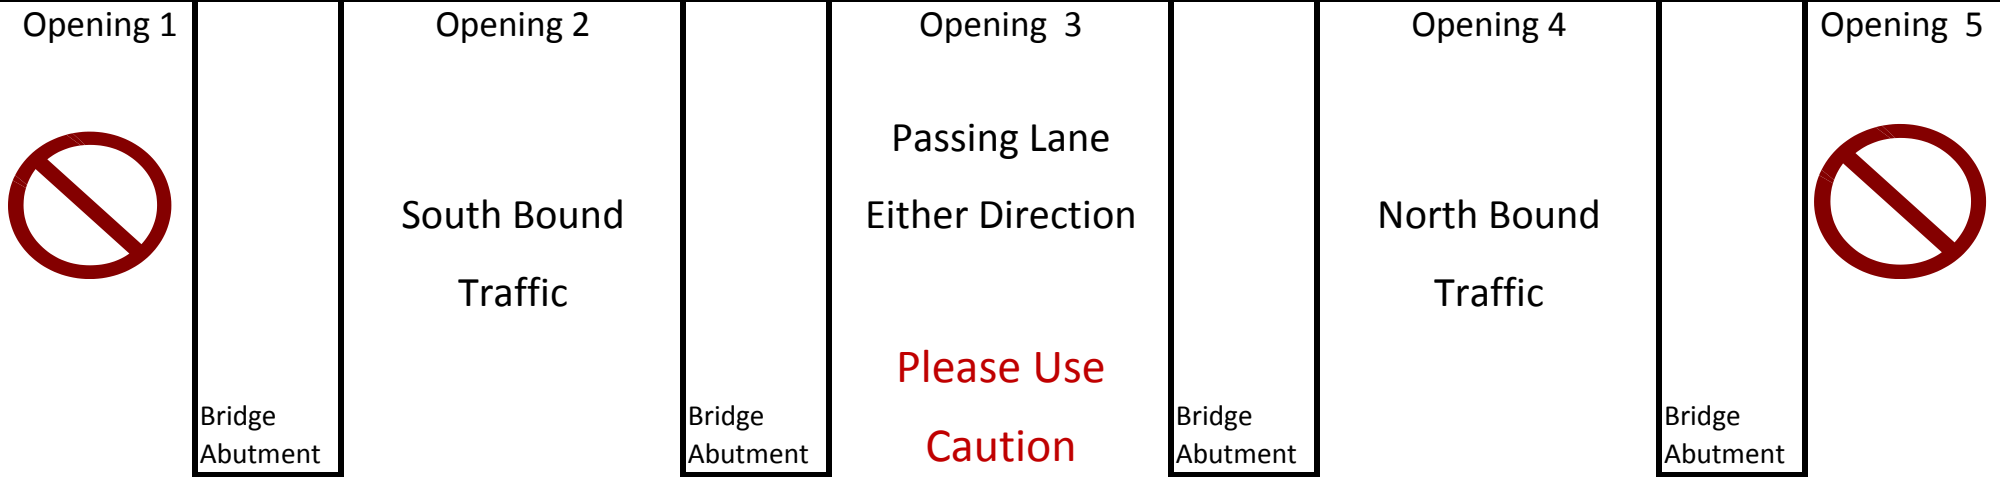 Opening 1
Opening 2
Opening 3
Opening 4
Opening 5
Passing Lane
Either Direction
South Bound
Traffic
North Bound
Traffic
Please Use
Caution
Bridge
Abutment
Bridge
Abutment
Bridge
Abutment
Bridge
Abutment